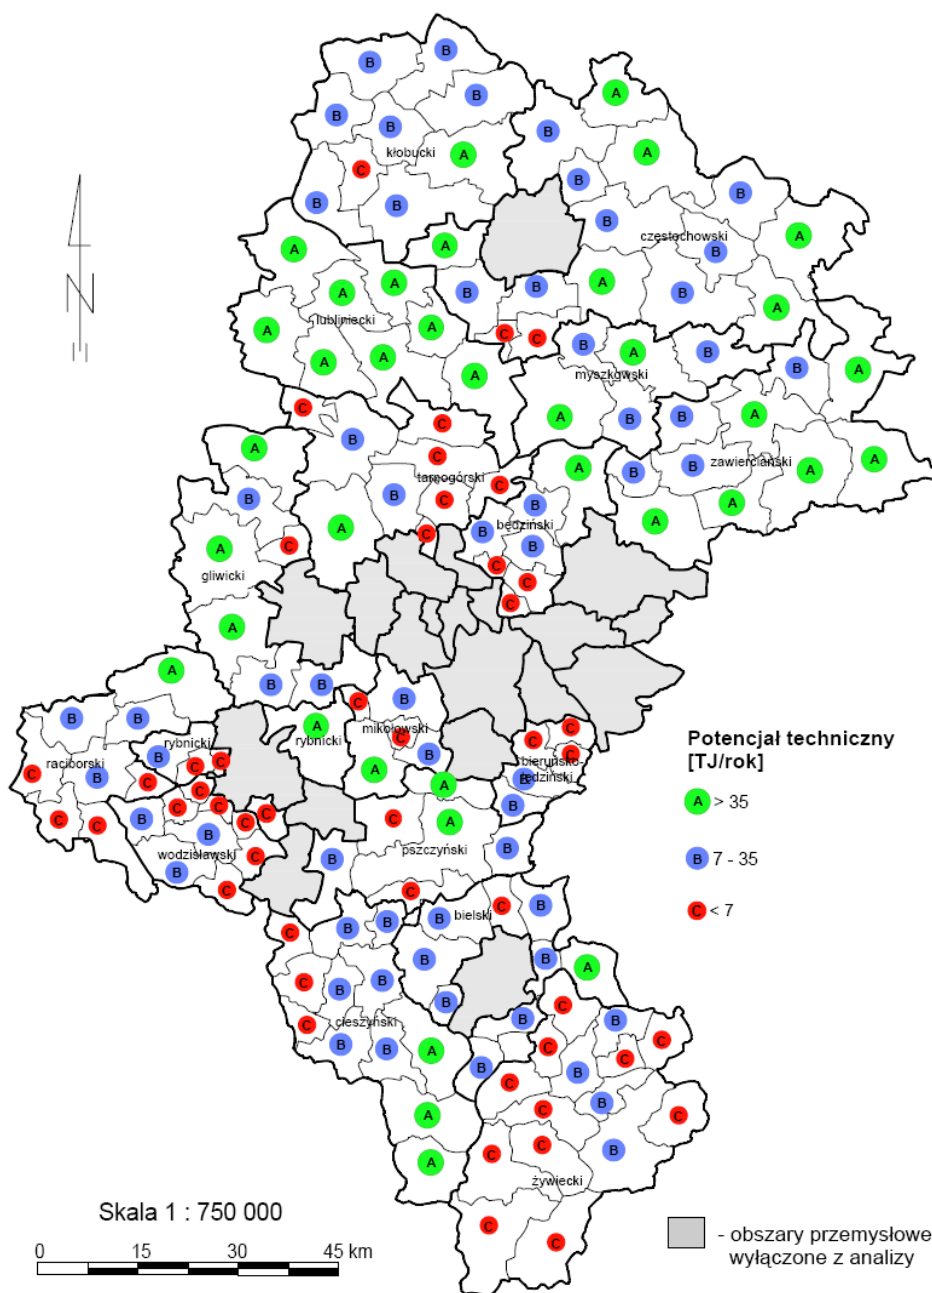 B
B
A
B
B
B
B
B
kłobucki
A
A
C
B
B
B
B
N
B
częstochowski
A
A
A
B
A
B
A
A
B
B
B
A
A
lubliniecki
A
A
C
C
B
A
B
B
A
A
A
myszkowski
A
A
C
A
B
B
A
C
B
A
C
tarnogórski
A
B
B
zawierciański
A
A
B
B
C
C
A
B
A
A
C
B
będziński
B
B
A
gliwicki
C
C
C
C
A
A
B
B
C
B
B
B
A
rybnicki
mikołowski
C
B
C
C
C
bieruńsko-
lędziński
B
rybnicki
B
C
C
raciborski
C
B
C
A
A
B
C
C
C
C
C
C
C
B
B
wodzisławski
B
C
C
C
A
pszczyński
B
B
C
bielski
B
C
B
C
B
B
B
B
A
C
B
B
B
cieszyński
C
B
B
A
B
C
B
C
C
C
B
C
B
C
B
A
C
C
A
C
C
B
żywiecki
C
C
Potencjał techniczny
[TJ/rok]
A > 35
B 7 - 35
C < 7
Skala 1 : 750 000
0 15 30 45 km
- obszary przemysłowe
wyłączone z analizy